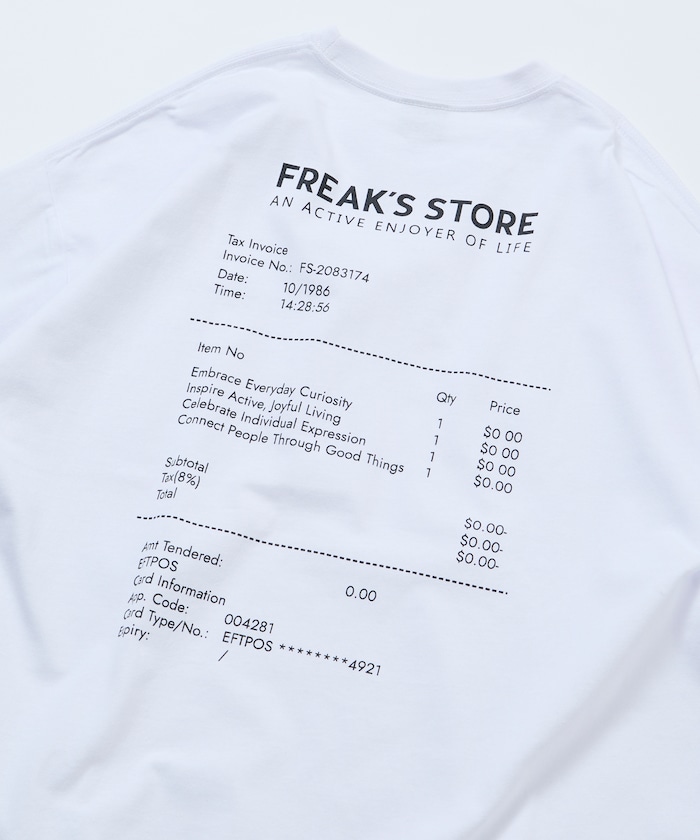 FREAK'S STORE
AN ACTIVE ENJOYER OF LIFE
Tax Invoice
Invoice No.: FS-2083174
Date: 10/1986
Time: 14:28:56
Item No Qty Price
Embrace Everyday Curiosity 1 $0 00
Inspire Active, Joyful Living 1 $0 00
Celebrate Individual Expression 1 $0 00
Connect People Through Good Things 1 $0.00
Subtotal $0.00-
Tax(8%) $0.00-
Total $0.00-
Amt Tendered:
EFTPOS 0.00
Card Information
App. Code: 004281
Card Type/No.: EFTPOS ********4921
Expiry: /